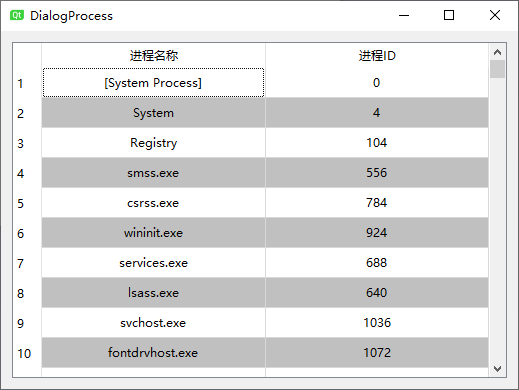 Qt DialogProcess
进程名称 进程ID
1 [System Process] 0
2 System 4
3 Registry 104
4 smss.exe 556
5 csrss.exe 784
6 wininit.exe 924
7 services.exe 688
8 lsass.exe 640
9 svchost.exe 1036
10 fontdrvhost.exe 1072